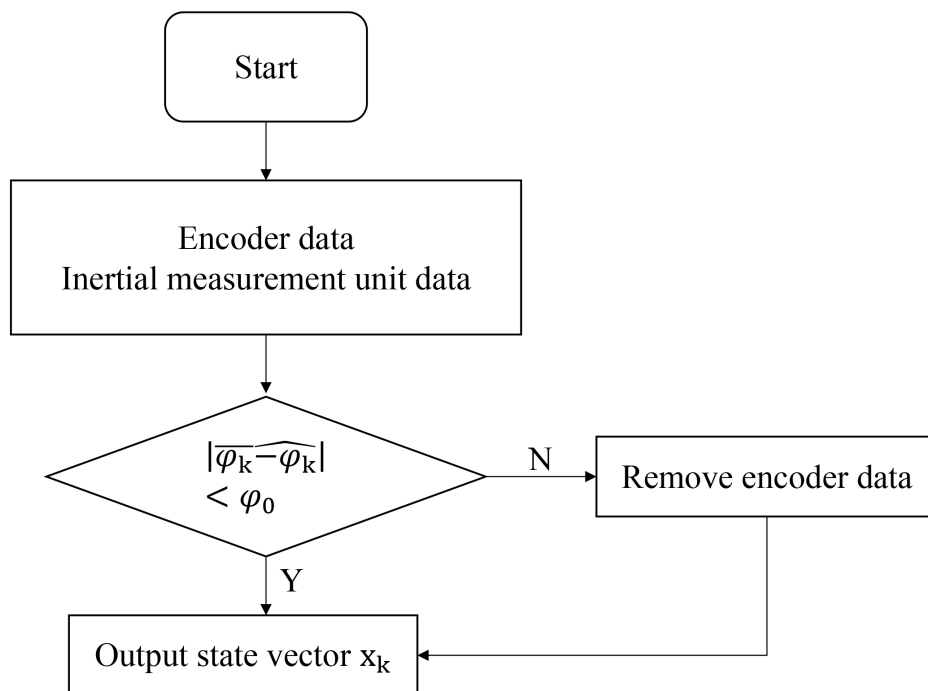 Start
Encoder data
Inertial measurement unit data
|φ̅ₖ−φ̂ₖ|
< φ₀
N
Remove encoder data
Y
Output state vector xₖ